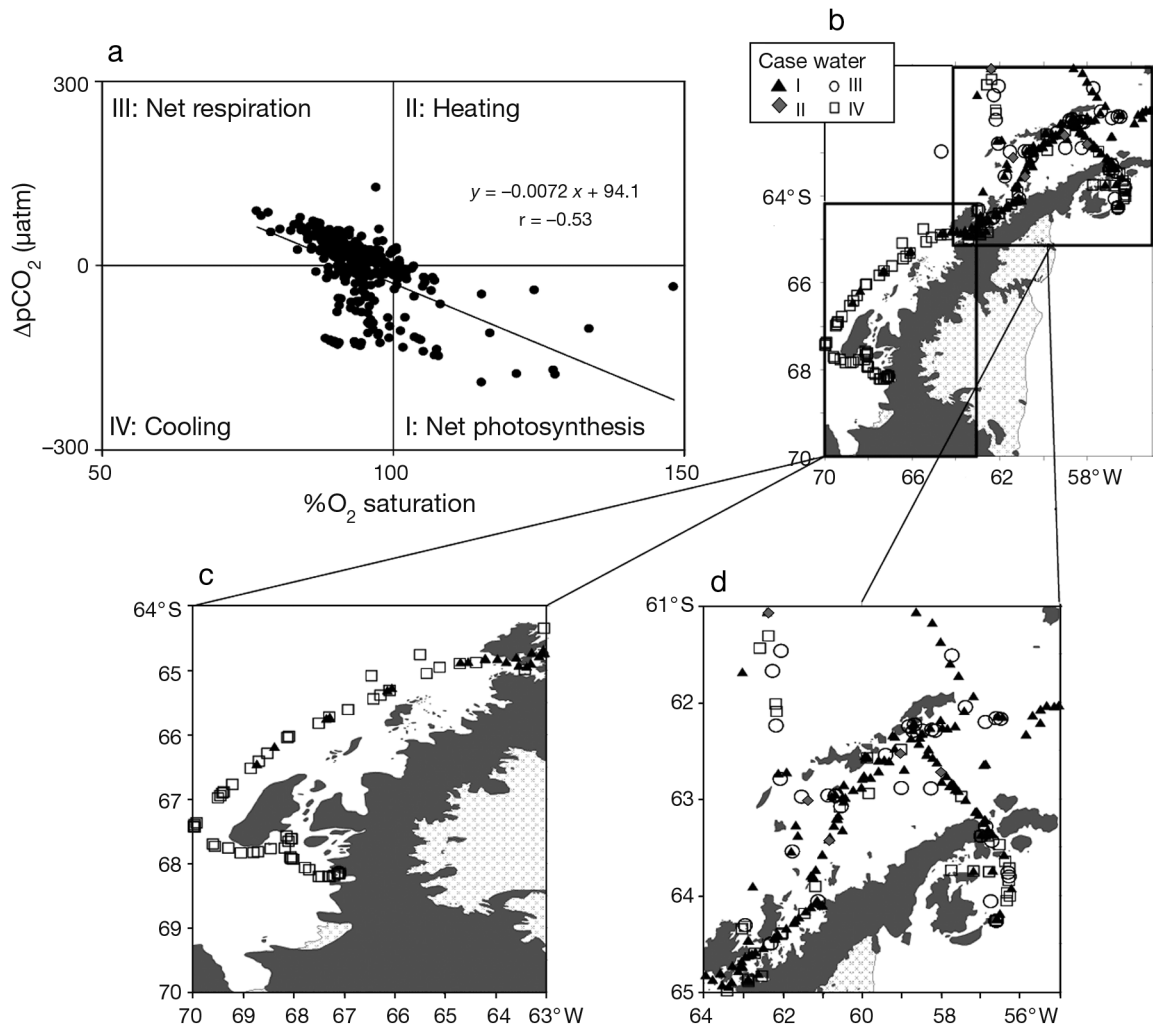 a
300
III: Net respiration
II: Heating
y = –0.0072 x + 94.1
r = –0.53
0
ΔpCO2 (μatm)
IV: Cooling
I: Net photosynthesis
–300
50
100
150
%O2 saturation
b
Case water
I
III
II
IV
64°S
66
68
70
70
66
62
58°W
c
64°S
65
66
67
68
69
70
70
69
68
67
66
65
64
63°W
d
61°S
62
63
64
65
64
62
60
58
56°W